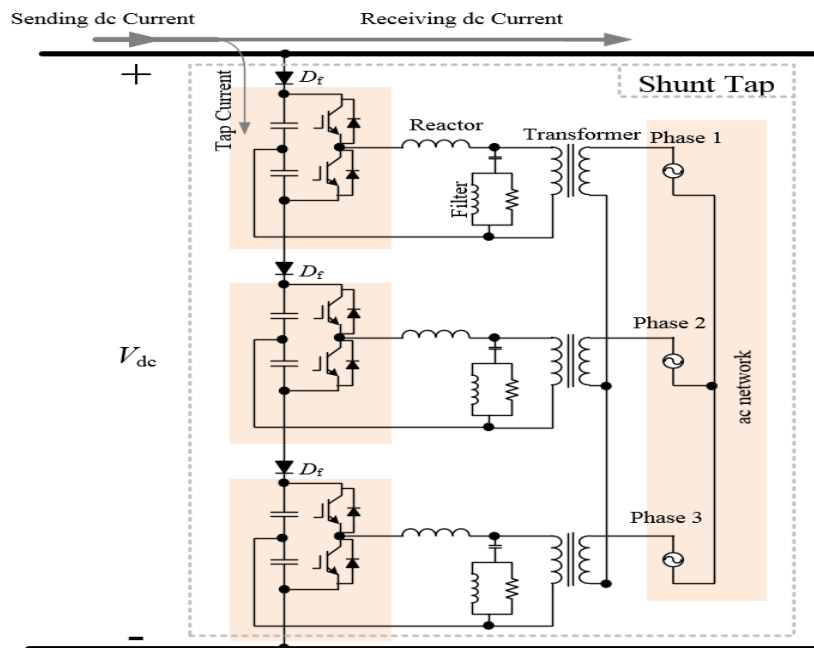 Sending dc Current
Receiving dc Current
+
Tap Current
Df
Shunt Tap
Reactor
Transformer
Phase 1
Filter
Df
Phase 2
Vdc
ac network
Df
Phase 3
-